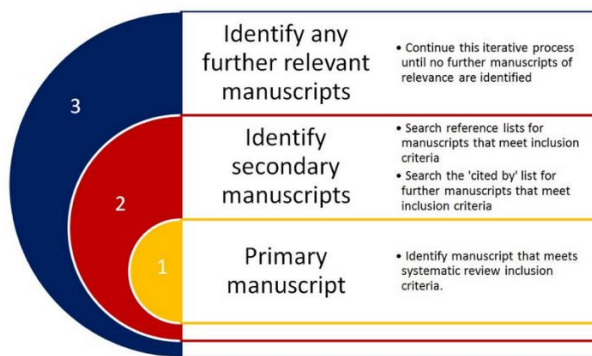 3
Identify any
further relevant
manuscripts
• Continue this iterative process
until no further manuscripts of
relevance are identified
2
Identify
secondary
manuscripts
• Search reference lists for
manuscripts that meet inclusion
criteria
• Search the 'cited by' list for
further manuscripts that meet
inclusion criteria
1
Primary
manuscript
• Identify manuscript that meets
systematic review inclusion
criteria.